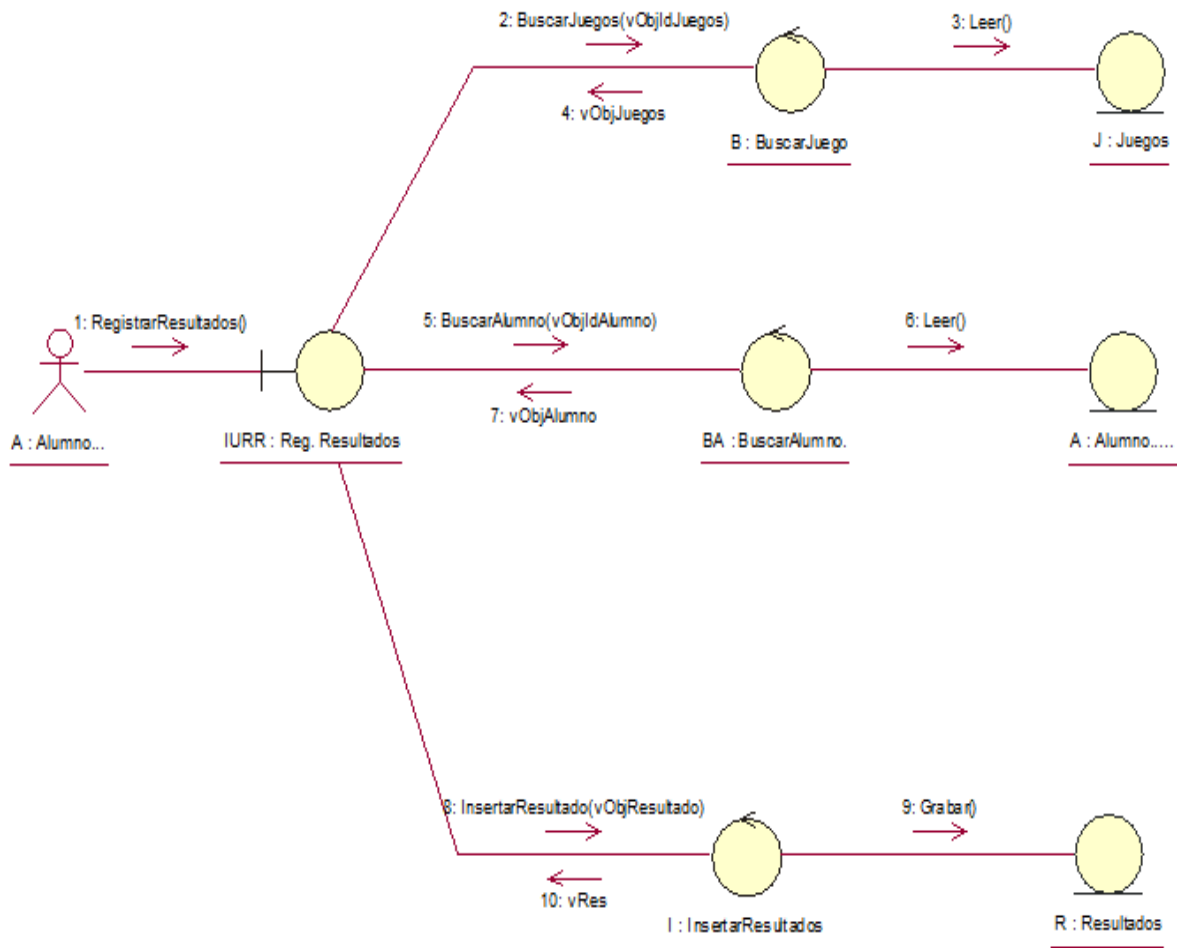 2: BuscarJuegos(vObjIdJuegos)
3: Leer()
4: vObjJuegos
B : BuscarJuego
J : Juegos
1: RegistrarResultados()
5: BuscarAlumno(vObjIdAlumno)
6: Leer()
7: vObjAlumno
A : Alumno...
IURR : Reg. Resultados
BA : BuscarAlumno.
A : Alumno.....
8: InsertarResultado(vObjResultado)
9: Grabar()
10: vRes
I : InsertarResultados
R : Resultados